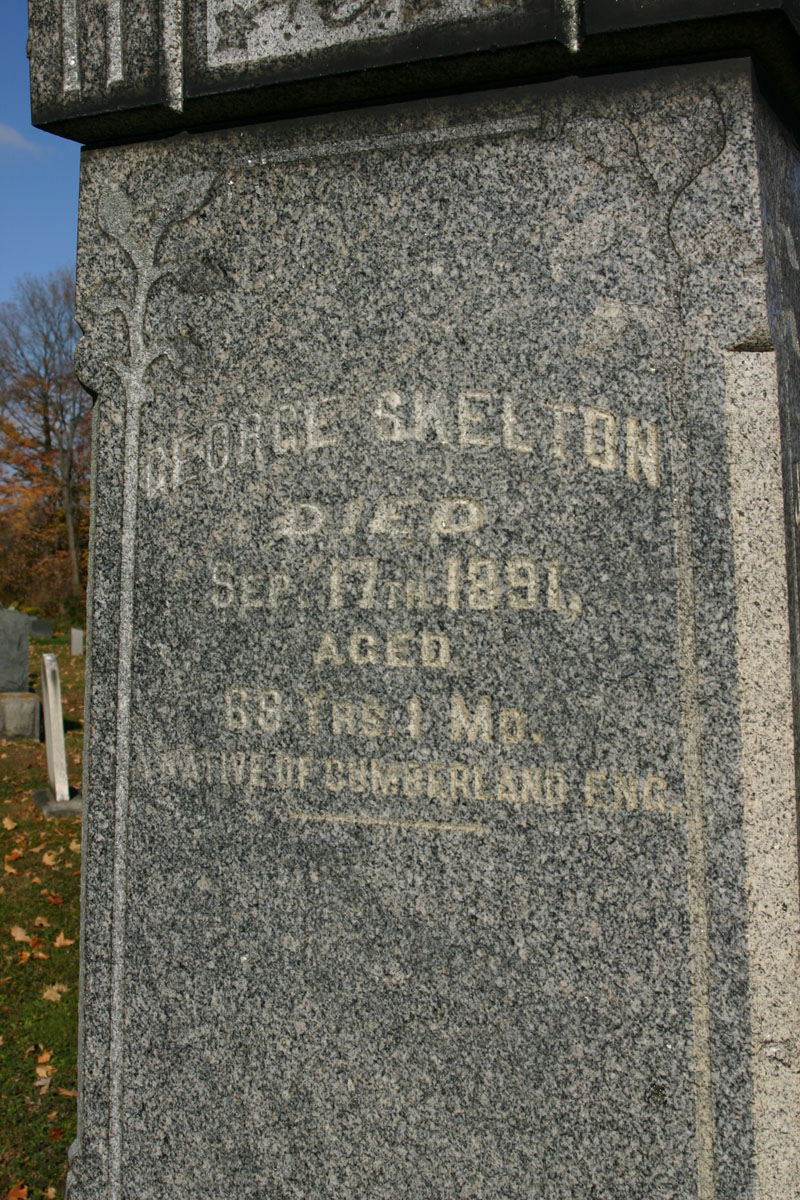 GEORGE SKELTON
DIED
SEP. 17TH. 1891,
AGED
69 YRS. 1 MO.
A NATIVE OF CUMBERLAND ENG.